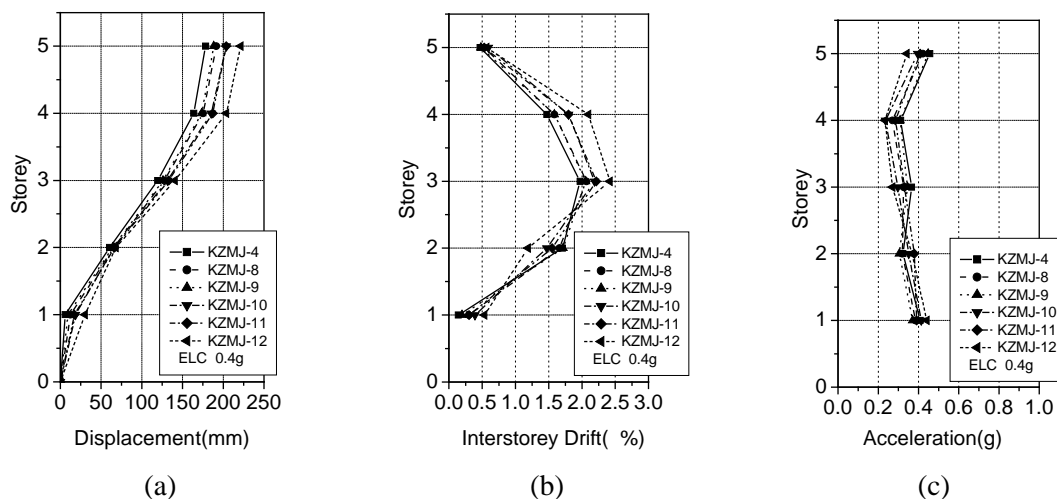 5
4
3
2
1
0
Storey
0 50 100 150 200 250
Displacement(mm)
KZMJ-4
KZMJ-8
KZMJ-9
KZMJ-10
KZMJ-11
KZMJ-12
ELC 0.4g
(a)
5
4
3
2
1
0
Storey
0.0 0.5 1.0 1.5 2.0 2.5 3.0
Interstorey Drift( %)
KZMJ-4
KZMJ-8
KZMJ-9
KZMJ-10
KZMJ-11
KZMJ-12
ELC 0.4g
(b)
5
4
3
2
1
0
Storey
0.0 0.2 0.4 0.6 0.8 1.0
Acceleration(g)
KZMJ-4
KZMJ-8
KZMJ-9
KZMJ-10
KZMJ-11
KZMJ-12
ELC 0.4g
(c)